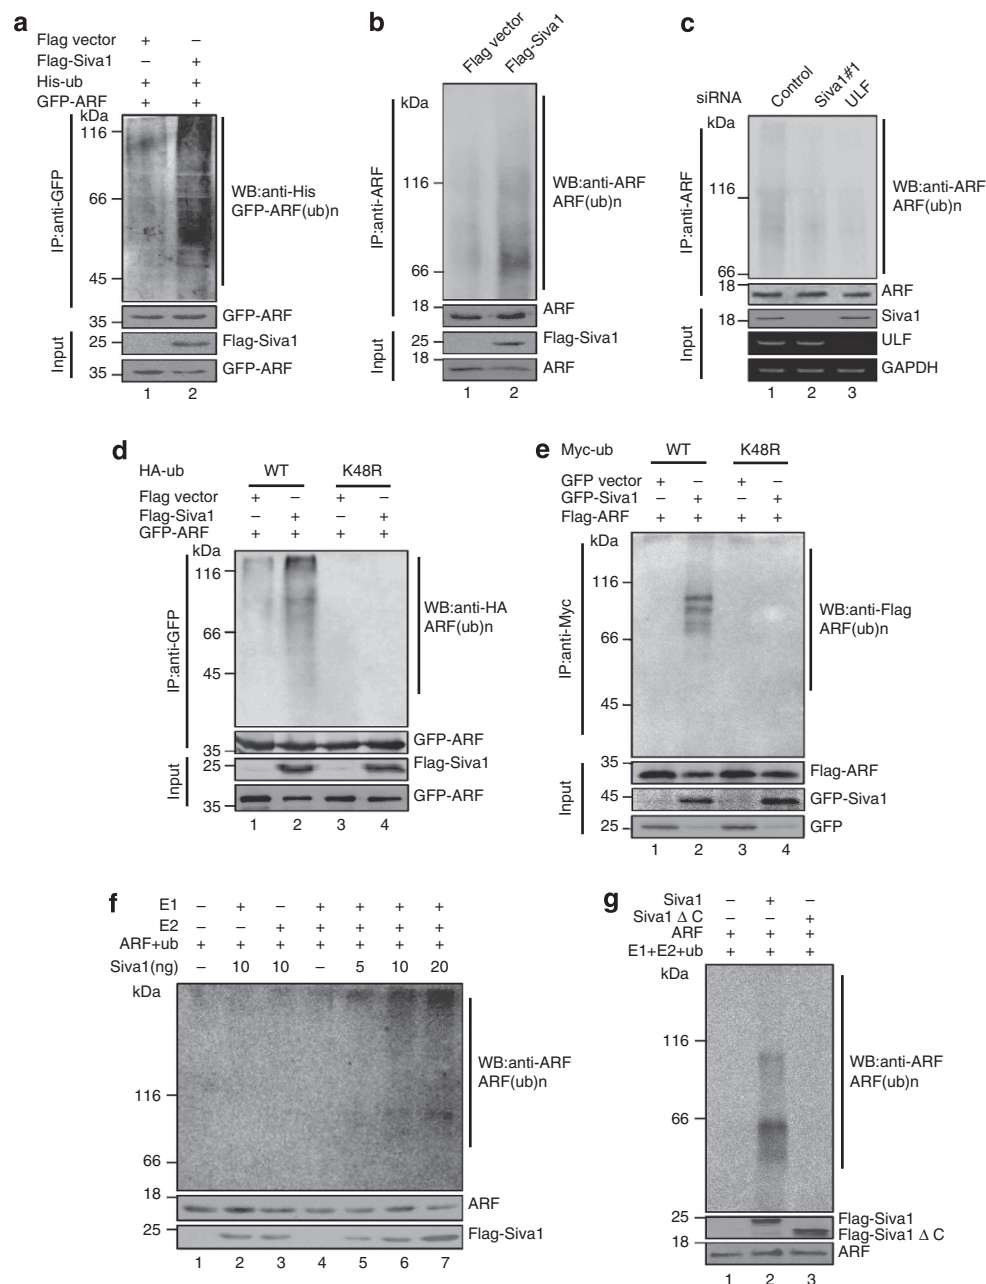 a
Flag vector + –
Flag-Siva1 – +
His-ub + +
GFP-ARF + +
kDa
116
66
45
35
25
35
IP:anti-GFP
Input
WB:anti-His
GFP-ARF(ub)n
GFP-ARF
Flag-Siva1
GFP-ARF
1 2
b
Flag vector
Flag-Siva1
kDa
116
66
18
25
18
IP:anti-ARF
Input
WB:anti-ARF
ARF(ub)n
ARF
Flag-Siva1
ARF
1 2
c
siRNA Control Siva1#1 ULF
kDa
116
66
18
18
IP:anti-ARF
Input
WB:anti-ARF
ARF(ub)n
ARF
Siva1
ULF
GAPDH
1 2 3
d
HA-ub WT K48R
Flag vector + – + –
Flag-Siva1 – + – +
GFP-ARF + + + +
kDa
116
66
45
35
25
35
IP:anti-GFP
Input
WB:anti-HA
ARF(ub)n
GFP-ARF
Flag-Siva1
GFP-ARF
1 2 3 4
e
Myc-ub WT K48R
GFP vector + – + –
GFP-Siva1 – + – +
Flag-ARF + + + +
kDa
116
66
45
35
45
25
IP:anti-Myc
Input
WB:anti-Flag
ARF(ub)n
Flag-ARF
GFP-Siva1
GFP
1 2 3 4
f
E1 – + – + + + +
E2 – – + + + + +
ARF+ub + + + + + + +
Siva1(ng) – 10 10 – 5 10 20
kDa
116
66
18
25
WB:anti-ARF
ARF(ub)n
ARF
Flag-Siva1
1 2 3 4 5 6 7
g
Siva1 – + –
Siva1 Δ C – – +
ARF + + +
E1+E2+ub + + +
kDa
116
66
25
18
WB:anti-ARF
ARF(ub)n
Flag-Siva1
Flag-Siva1 Δ C
ARF
1 2 3